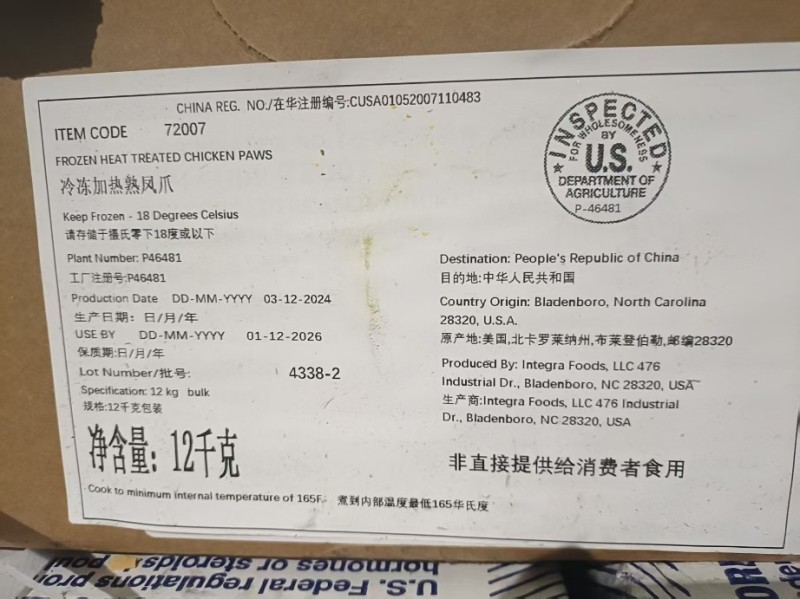 CHINA REG. NO./在华注册编号:CUSA01052007110483
ITEM CODE 72007
FROZEN HEAT TREATED CHICKEN PAWS
冷冻加热熟凤爪
Keep Frozen - 18 Degrees Celsius
请存储于摄氏零下18度或以下
Plant Number: P46481
工厂注册号:P46481
Production Date DD-MM-YYYY 03-12-2024
生产日期: 日/月/年
USE BY DD-MM-YYYY 01-12-2026
保质期:日/月/年
Lot Number/批号: 4338-2
Specification: 12 kg bulk
规格:12千克包装
净含量: 12千克
Cook to minimum internal temperature of 165F. 煮到内部温度最低165华氏度
INSPECTED
FOR WHOLESOMENESS
BY
U.S.
DEPARTMENT OF
AGRICULTURE
P-46481
Destination: People's Republic of China
目的地:中华人民共和国
Country Origin: Bladenboro, North Carolina
28320, U.S.A.
原产地:美国,北卡罗莱纳州,布莱登伯勒,邮编28320
Produced By: Integra Foods, LLC 476
Industrial Dr., Bladenboro, NC 28320, USA
生产商:Integra Foods, LLC 476 Industrial
Dr., Bladenboro, NC 28320, USA
非直接提供给消费者食用
U.S. Federal regulations
hormones or steroids